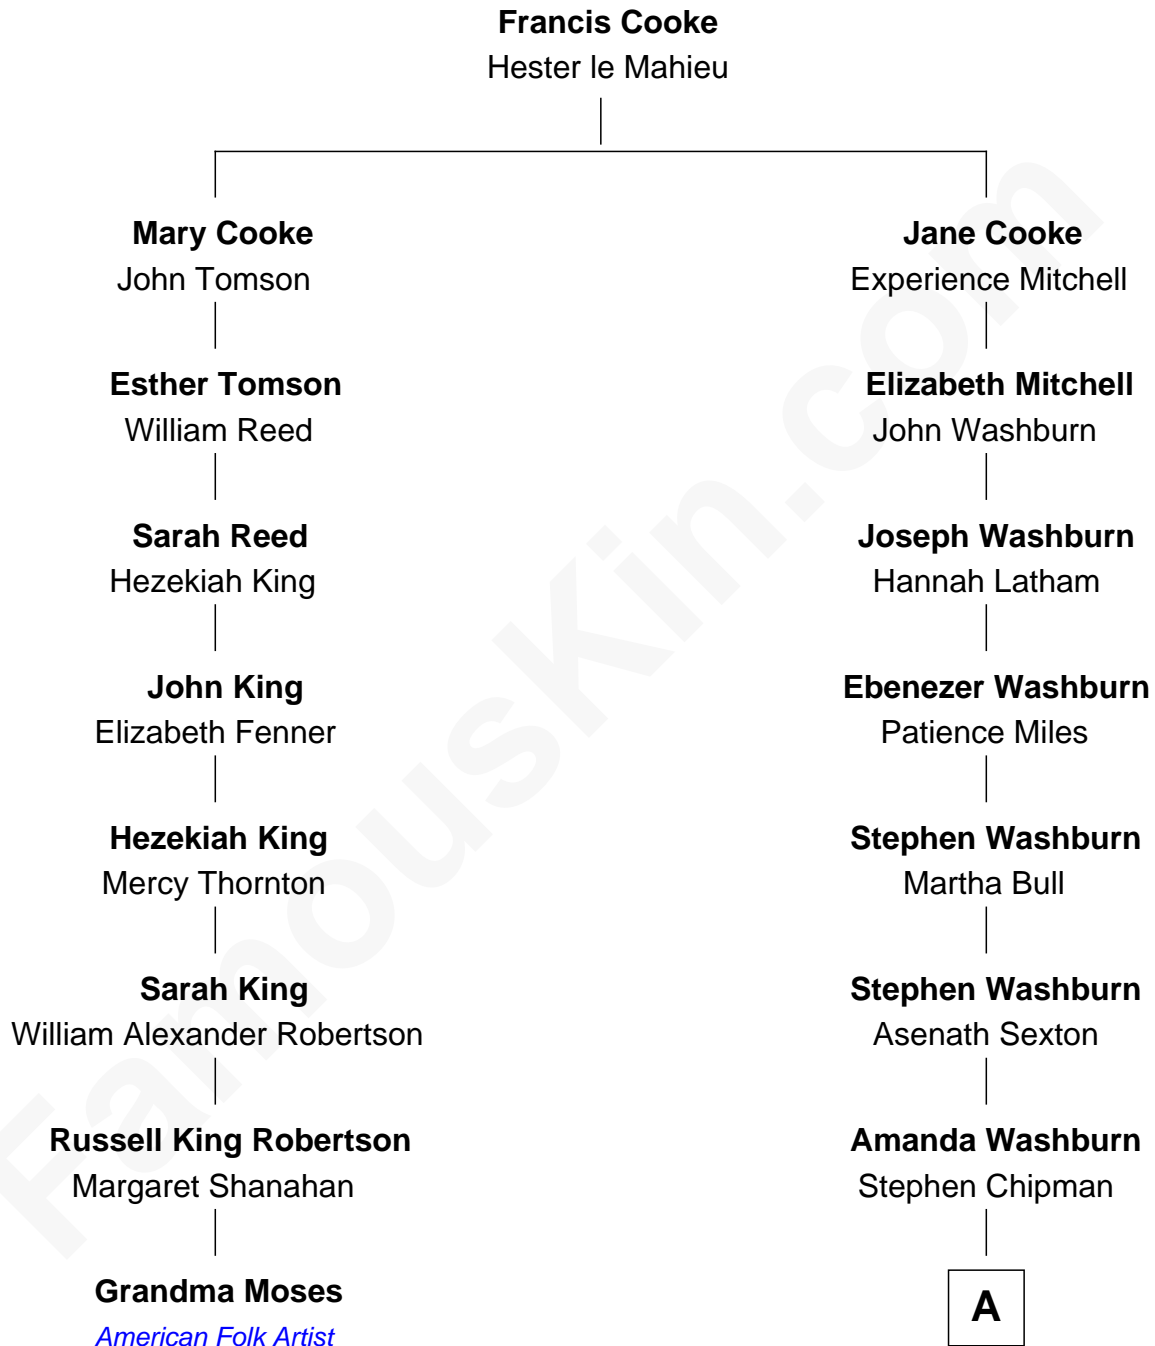 Francis Cooke
Hester le Mahieu
Mary Cooke
John Tomson
Esther Tomson
William Reed
Sarah Reed
Hezekiah King
John King
Elizabeth Fenner
Hezekiah King
Mercy Thornton
Sarah King
William Alexander Robertson
Russell King Robertson
Margaret Shanahan
Grandma Moses
American Folk Artist
Jane Cooke
Experience Mitchell
Elizabeth Mitchell
John Washburn
Joseph Washburn
Hannah Latham
Ebenezer Washburn
Patience Miles
Stephen Washburn
Martha Bull
Stephen Washburn
Asenath Sexton
Amanda Washburn
Stephen Chipman
A
FamousKin.com